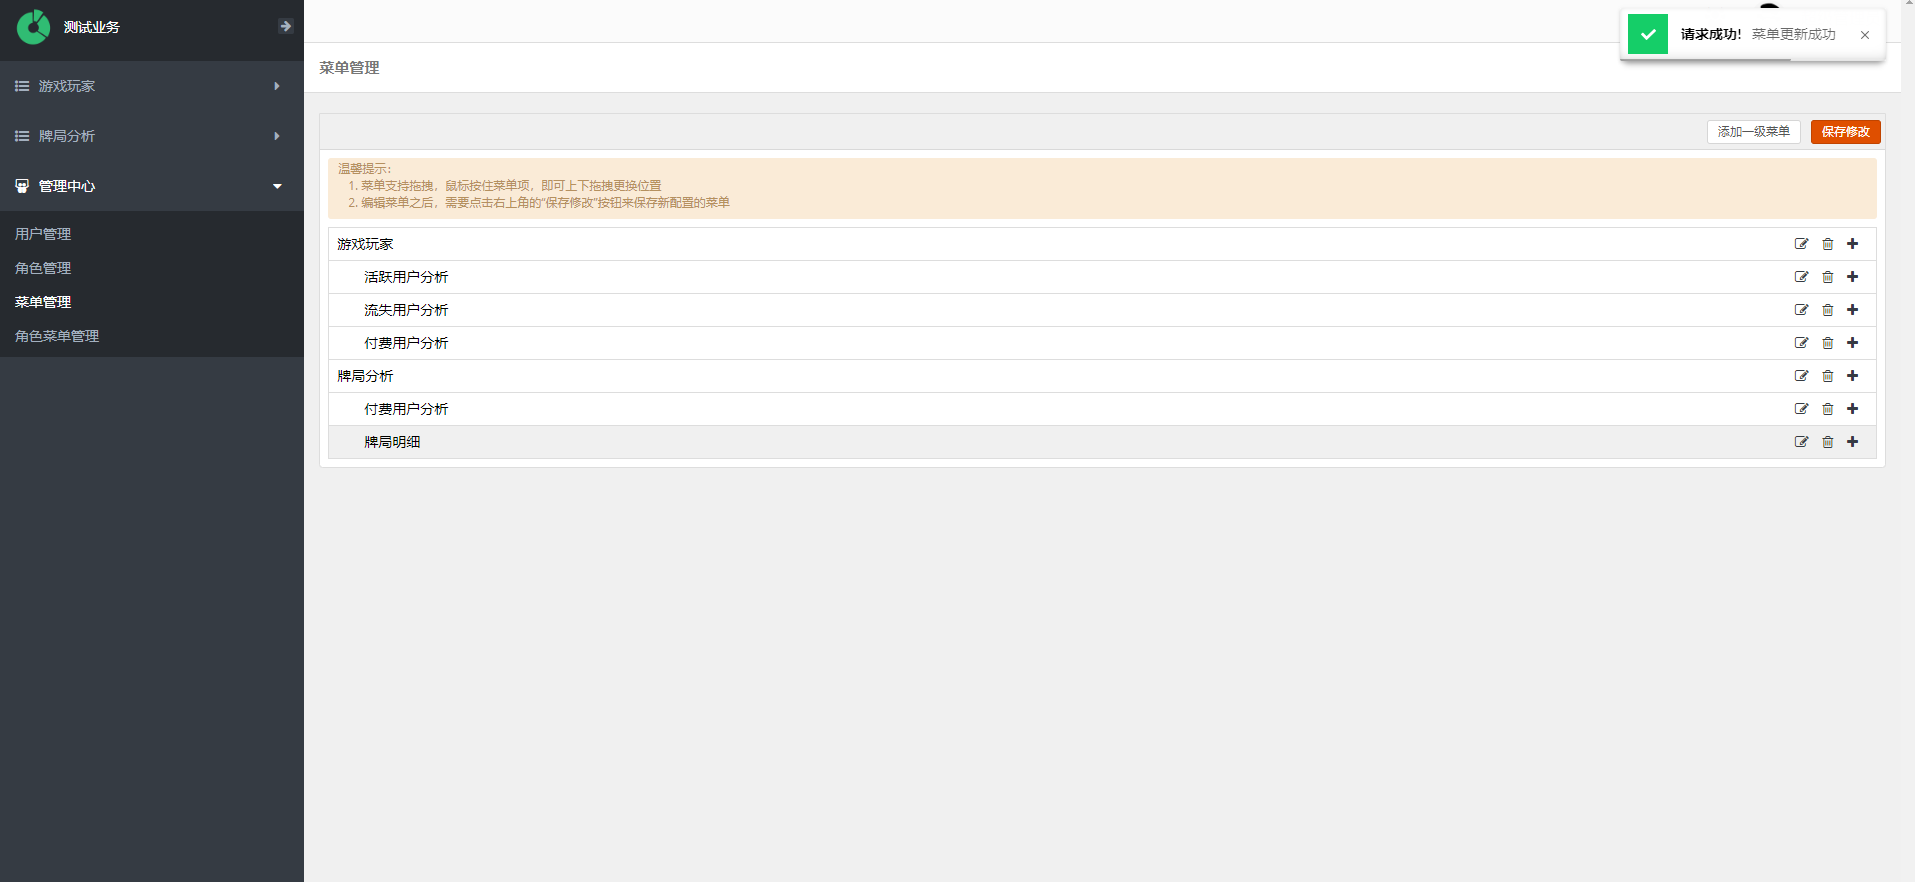 测试业务
游戏玩家
牌局分析
管理中心
用户管理
角色管理
菜单管理
角色菜单管理
请求成功! 菜单更新成功
菜单管理
添加一级菜单 保存修改
温馨提示：
1. 菜单支持拖拽，鼠标按住菜单项，即可上下拖拽更换位置
2. 编辑菜单之后，需要点击右上角的“保存修改”按钮来保存新配置的菜单
游戏玩家
活跃用户分析
流失用户分析
付费用户分析
牌局分析
付费用户分析
牌局明细